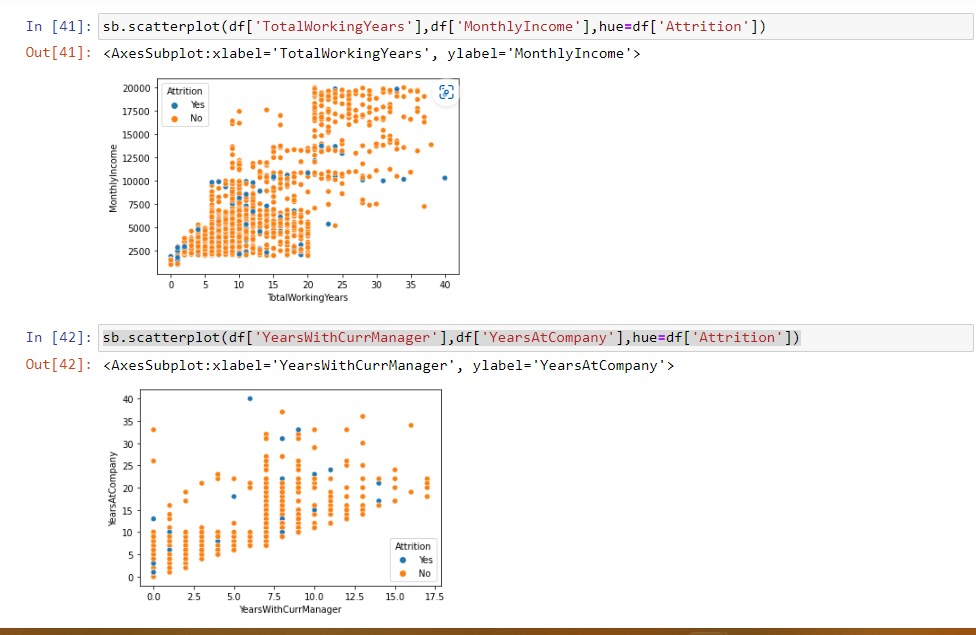 In [41]: sb.scatterplot(df['TotalWorkingYears'],df['MonthlyIncome'],hue=df['Attrition'])
Out[41]: <AxesSubplot:xlabel='TotalWorkingYears', ylabel='MonthlyIncome'>
Attrition
Yes
No
20000
17500
15000
12500
10000
7500
5000
2500
MonthlyIncome
0 5 10 15 20 25 30 35 40
TotalWorkingYears
In [42]: sb.scatterplot(df['YearsWithCurrManager'],df['YearsAtCompany'],hue=df['Attrition'])
Out[42]: <AxesSubplot:xlabel='YearsWithCurrManager', ylabel='YearsAtCompany'>
40
35
30
25
20
15
10
5
0
YearsAtCompany
Attrition
Yes
No
0.0 2.5 5.0 7.5 10.0 12.5 15.0 17.5
YearsWithCurrManager